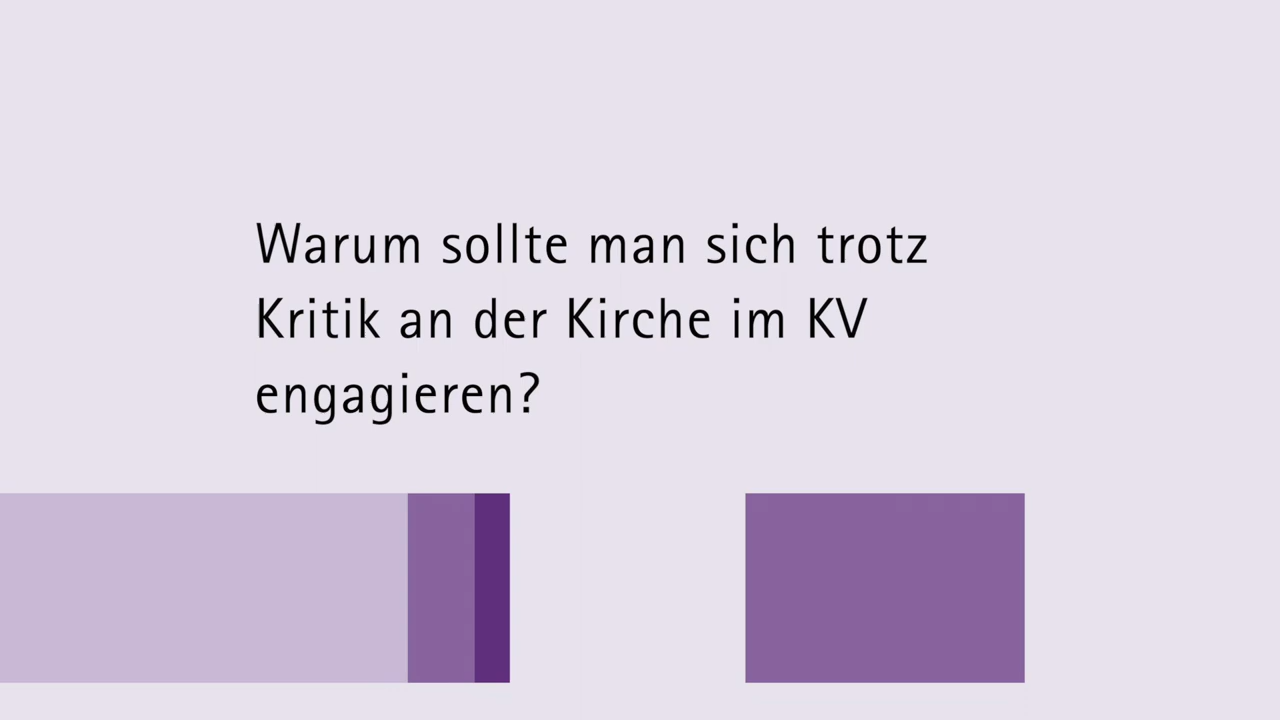 Warum sollte man sich trotz
Kritik an der Kirche im KV
engagieren?